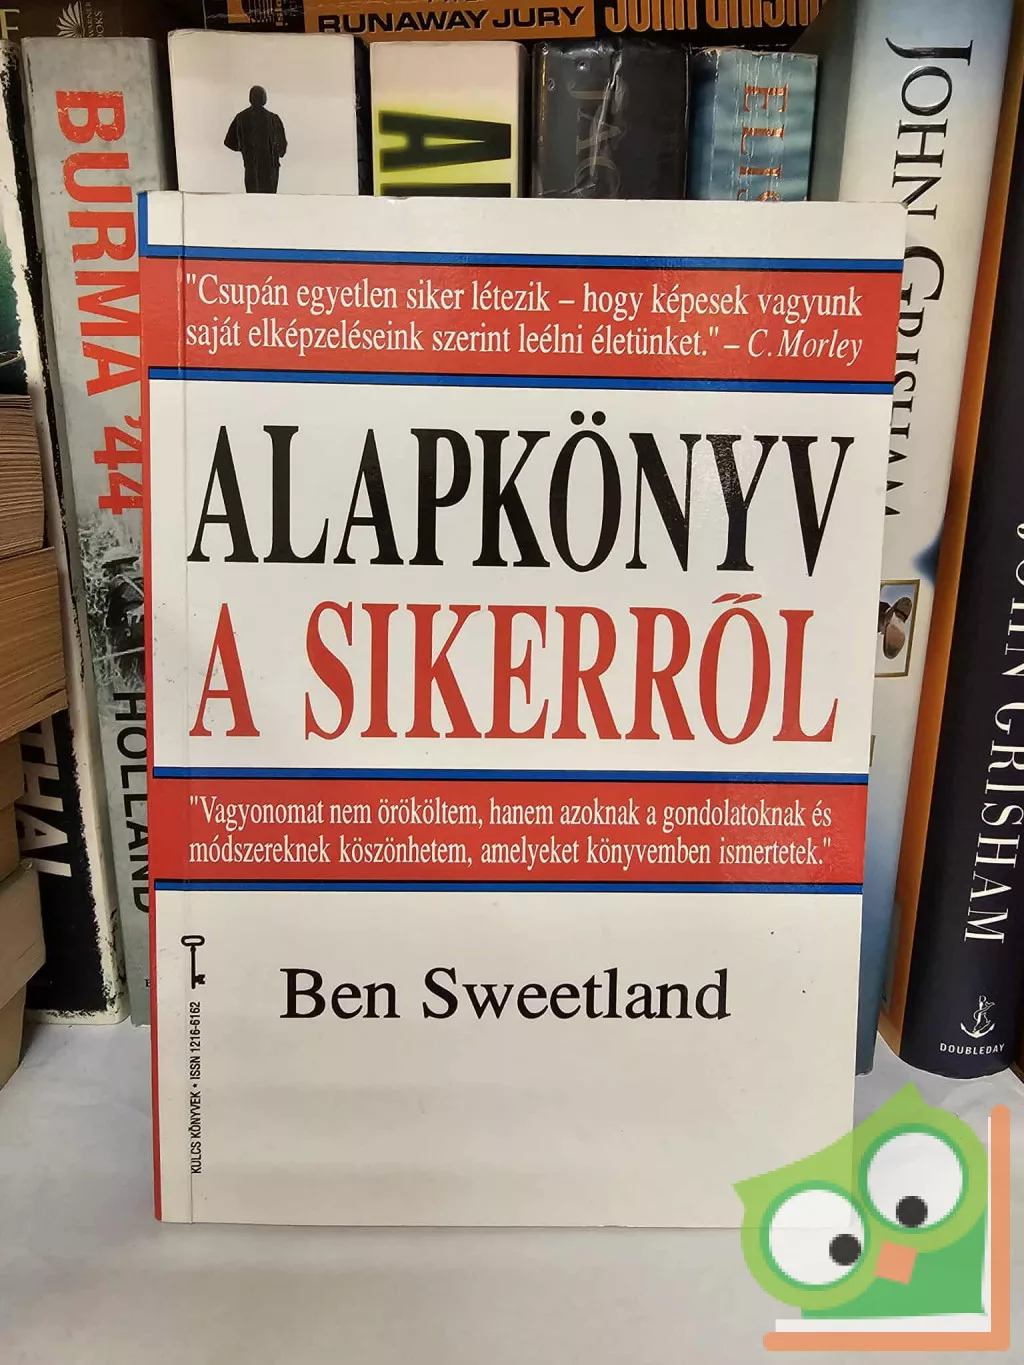 RUNAWAY JURY
WARNER
BOOKS
BURMA '44
HOLLAND
JOHN GRISHAM
JOHN GRISHAM
DOUBLEDAY
"Csupán egyetlen siker létezik – hogy képesek vagyunk
saját elképzeléseink szerint leélni életünket." – C. Morley
ALAPKÖNYV
A SIKERRŐL
"Vagyonomat nem örököltem, hanem azoknak a gondolatoknak és
módszereknek köszönhetem, amelyeket könyvemben ismertetek."
Ben Sweetland
KULCS KÖNYVEK • ISSN 1216-6162